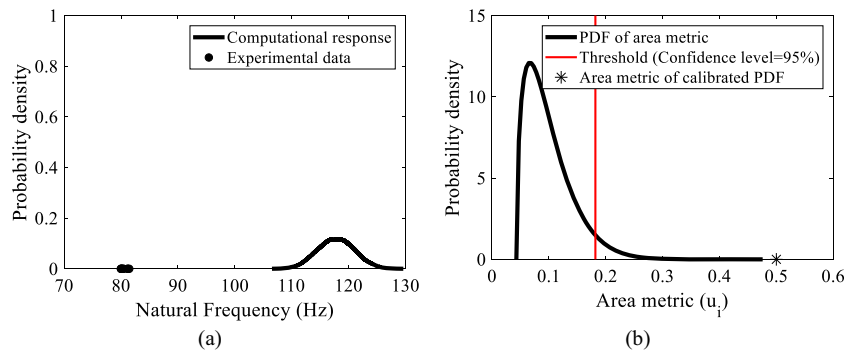 1
0.8
0.6
0.4
0.2
0
70
80
90
100
110
120
130
Probability density
Natural Frequency (Hz)
Computational response
Experimental data
(a)
15
10
5
0
0
0.1
0.2
0.3
0.4
0.5
0.6
Probability density
Area metric (u_i)
PDF of area metric
Threshold (Confidence level=95%)
Area metric of calibrated PDF
(b)